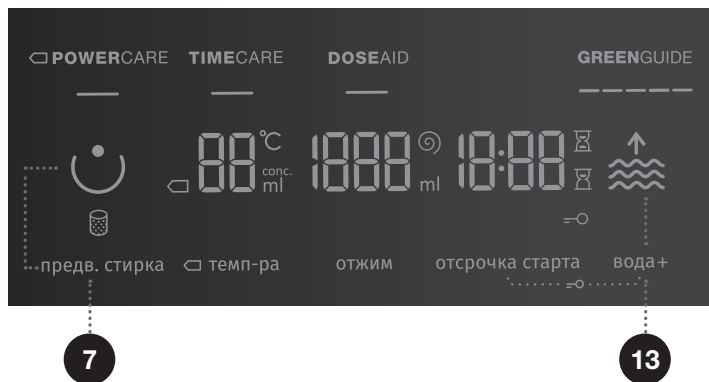 POWERCARE TIMECARE DOSEAID GREENGUIDE
88 °C conc. ml 1888 ml 18:88
предв. стирка темп-ра отжим отсрочка старта вода+
7 13